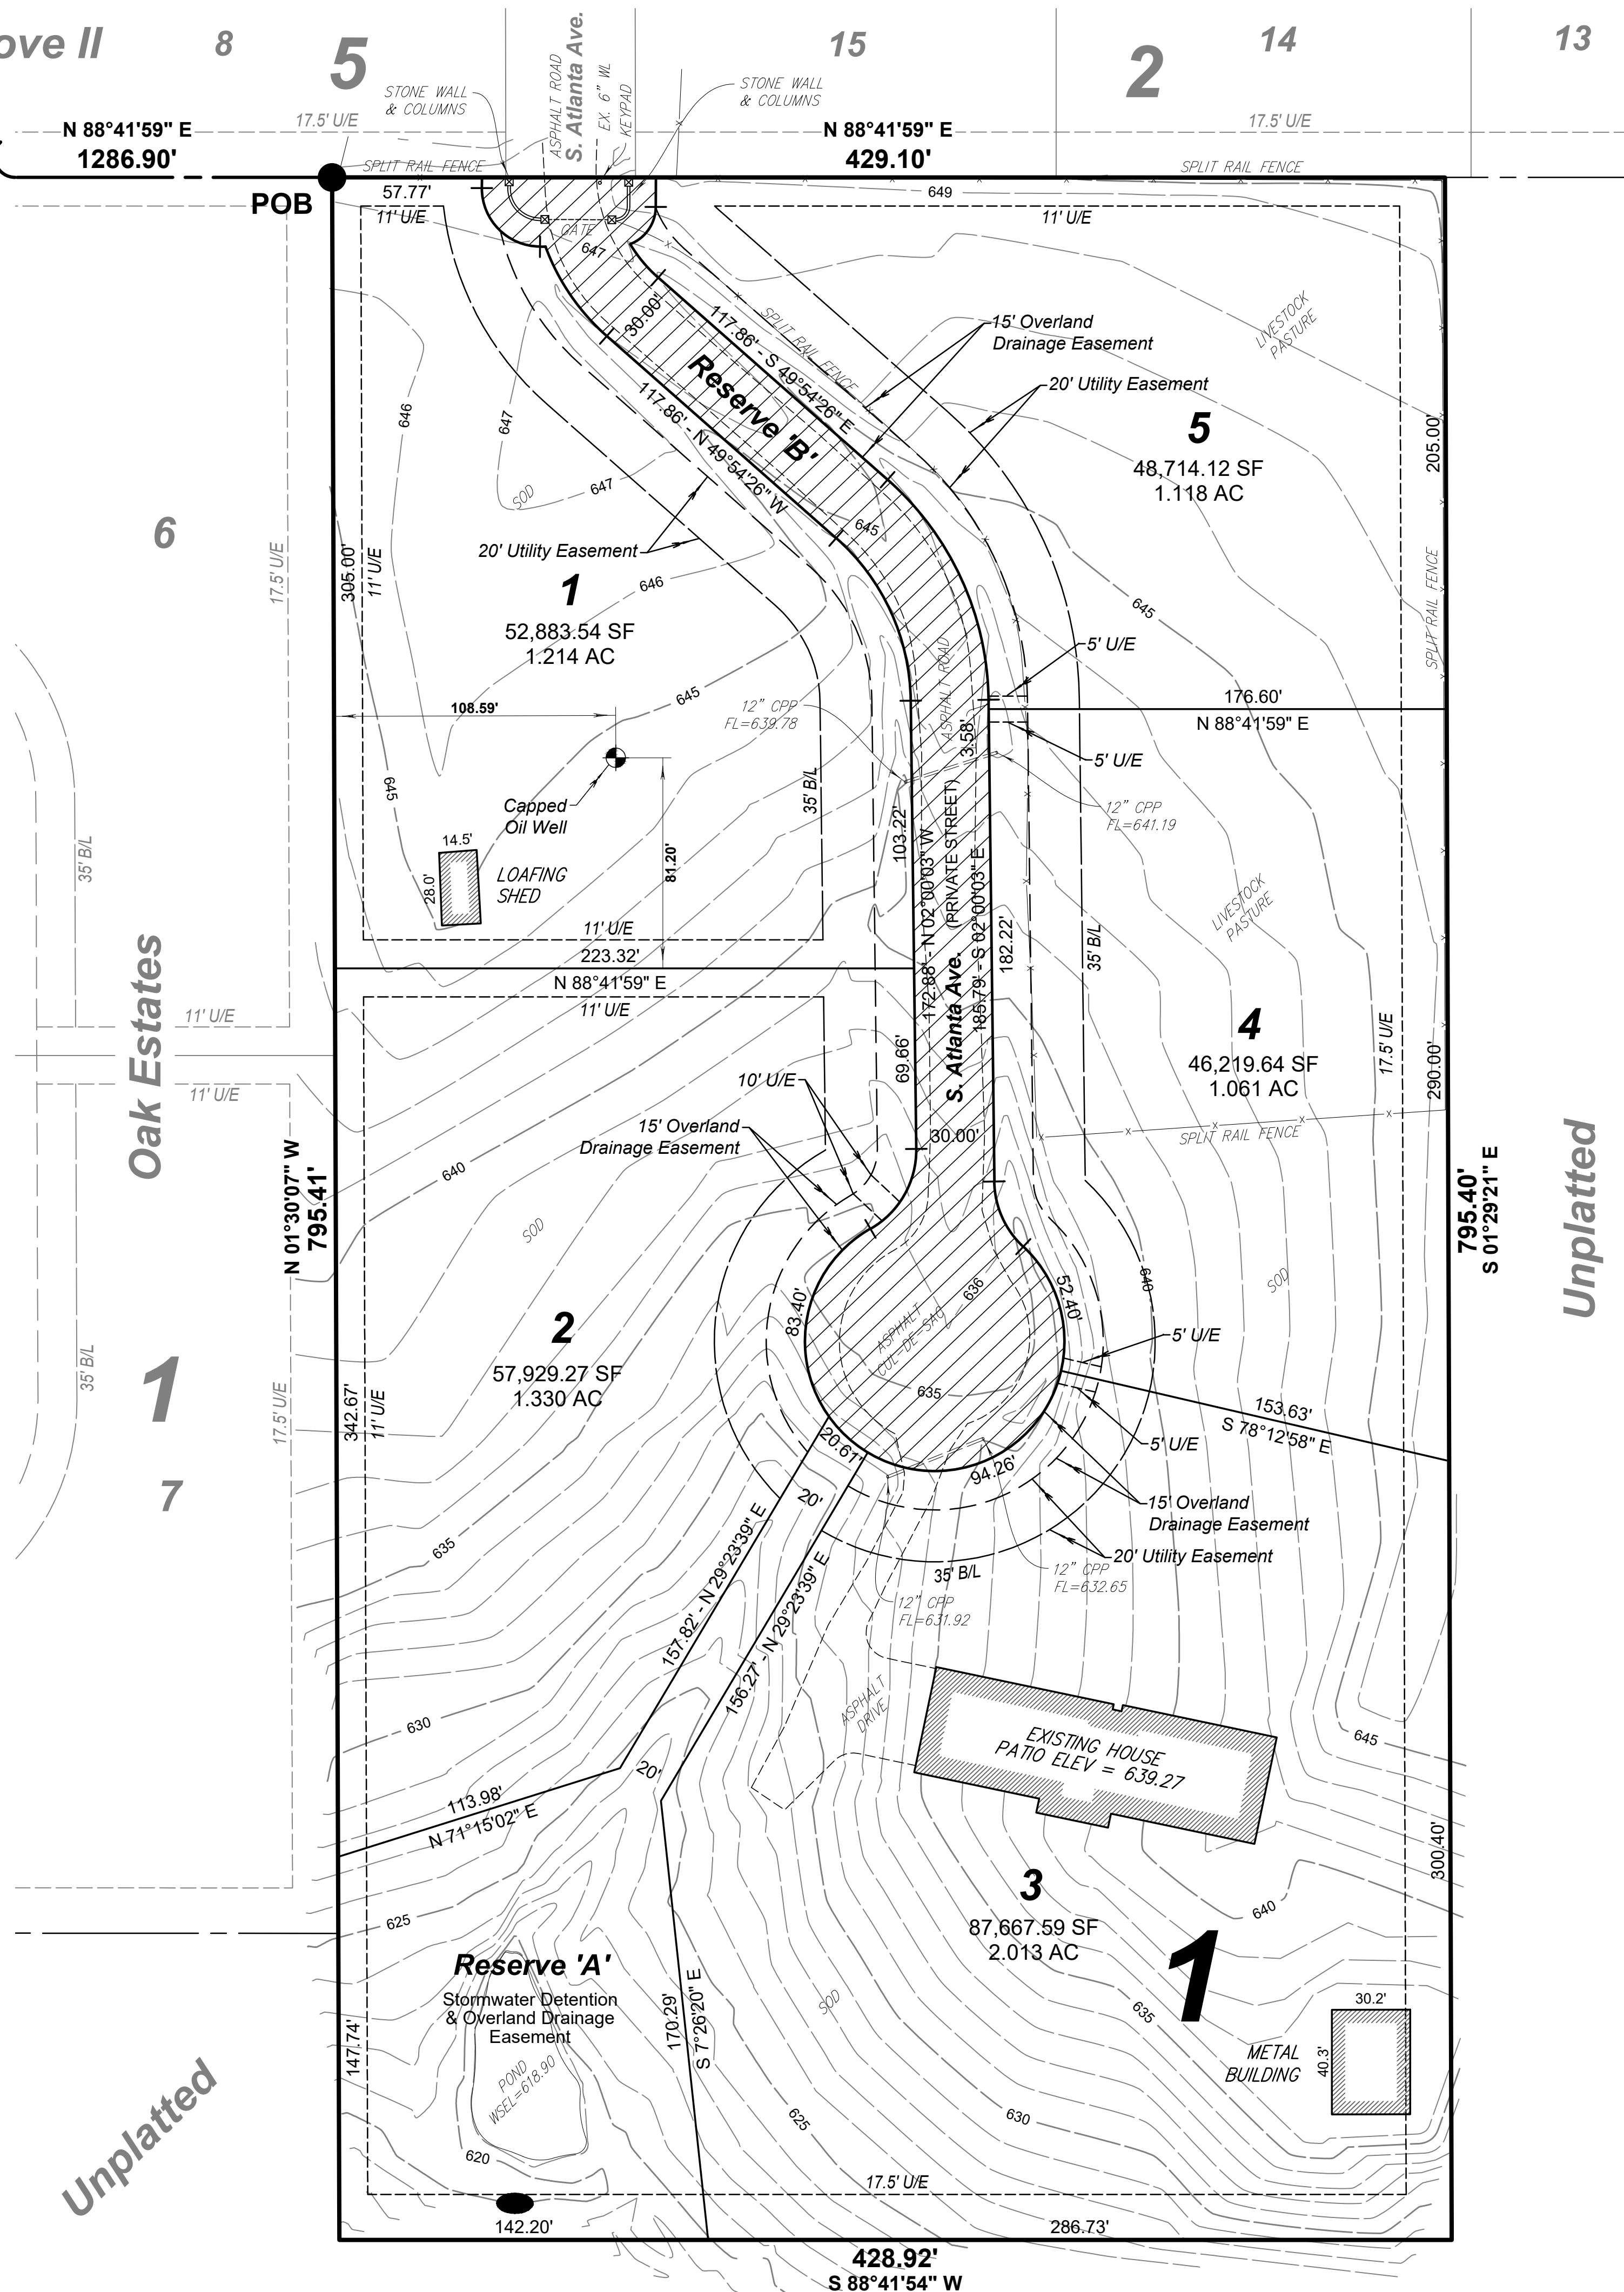 ove II
8
5
15
2
14
13
ASPHALT ROAD
S. Atlanta Ave.
EX. 6" WL
KEYPAD
STONE WALL
& COLUMNS
STONE WALL
& COLUMNS
17.5' U/E
17.5' U/E
N 88°41'59" E
1286.90'
N 88°41'59" E
429.10'
SPLIT RAIL FENCE
SPLIT RAIL FENCE
POB
57.77'
11' U/E
649
11' U/E
GATE
647
30.00'
117.86' - S 49°54'26" E
SPLIT RAIL FENCE
Reserve 'B'
117.86' - N 49°54'26" W
15' Overland
Drainage Easement
20' Utility Easement
LIVESTOCK
PASTURE
5
48,714.12 SF
1.118 AC
205.00'
SPLIT RAIL FENCE
646
647
647
SOD
645
6
17.5' U/E
305.00'
11' U/E
20' Utility Easement
1
52,883.54 SF
1.214 AC
646
645
645
5' U/E
176.60'
N 88°41'59" E
5' U/E
108.59'
645
12" CPP
FL=639.78
ASPHALT ROAD
3.58'
12" CPP
FL=641.19
Capped
Oil Well
35' B/L
81.20'
14.5'
28.0'
LOAFING
SHED
103.22'
172.88' - N 02°00'03" W
S. Atlanta Ave. (PRIVATE STREET)
185.79' - S 02°00'03" E
182.22'
35' B/L
LIVESTOCK
PASTURE
35' B/L
11' U/E
223.32'
N 88°41'59" E
11' U/E
Oak Estates
11' U/E
11' U/E
4
46,219.64 SF
1.061 AC
17.5' U/E
290.00'
69.66'
10' U/E
15' Overland
Drainage Easement
30.00'
SPLIT RAIL FENCE
N 01°30'07" W
795.41'
640
SOD
795.40'
S 01°29'21" E
Unplatted
640
SOD
2
57,929.27 SF
1.330 AC
83.40'
636
ASPHALT
CUL-DE-SAC
635
52.40'
5' U/E
153.63'
S 78°12'58" E
5' U/E
35' B/L
1
7
17.5' U/E
342.67'
11' U/E
20.61'
94.26'
15' Overland
Drainage Easement
20' Utility Easement
20'
635
157.82' - N 29°23'39" E
156.27' - N 29°23'39" E
35' B/L
12" CPP
FL=632.65
12" CPP
FL=631.92
ASPHALT
DRIVE
EXISTING HOUSE
PATIO ELEV = 639.27
630
645
20'
113.98'
N 71°15'02" E
300.40'
3
87,667.59 SF
2.013 AC
640
1
625
Reserve 'A'
Stormwater Detention
& Overland Drainage
Easement
POND
WSEL=618.90
147.74'
170.29'
S 7°26'20" E
SOD
635
30.2'
40.3'
METAL
BUILDING
Unplatted
620
625
630
17.5' U/E
142.20'
286.73'
428.92'
S 88°41'54" W